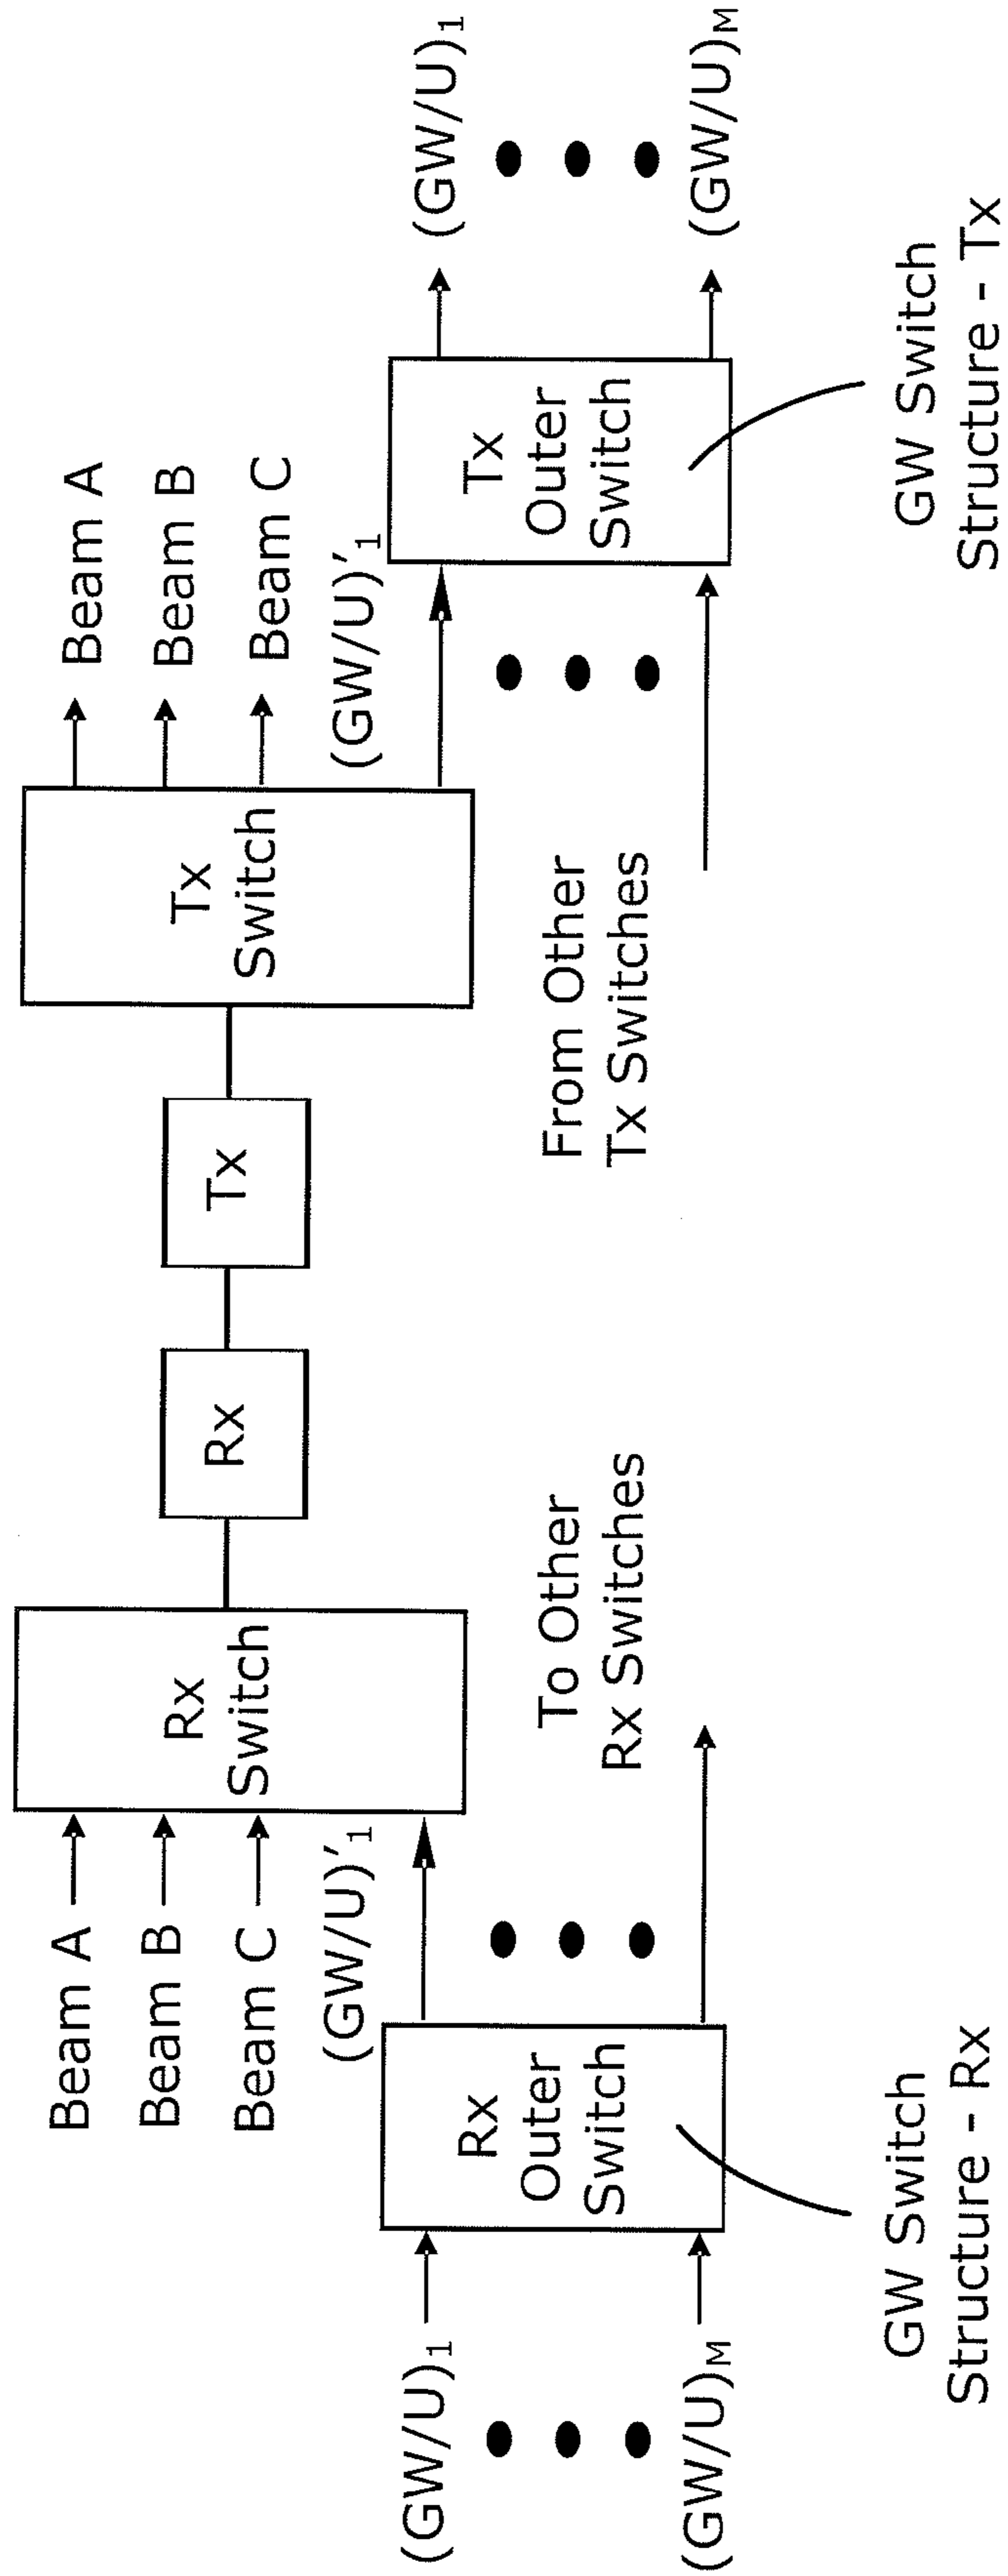 Beam A
Beam B
Beam C
(GW/U)'₁
Rx
Switch
Rx
Tx
Tx
Switch
Beam A
Beam B
Beam C
(GW/U)'₁
(GW/U)₁
(GW/U)M
Rx
Outer
Switch
To Other
Rx Switches
From Other
Tx Switches
Tx
Outer
Switch
(GW/U)₁
(GW/U)M
GW Switch
Structure - Rx
GW Switch
Structure - Tx